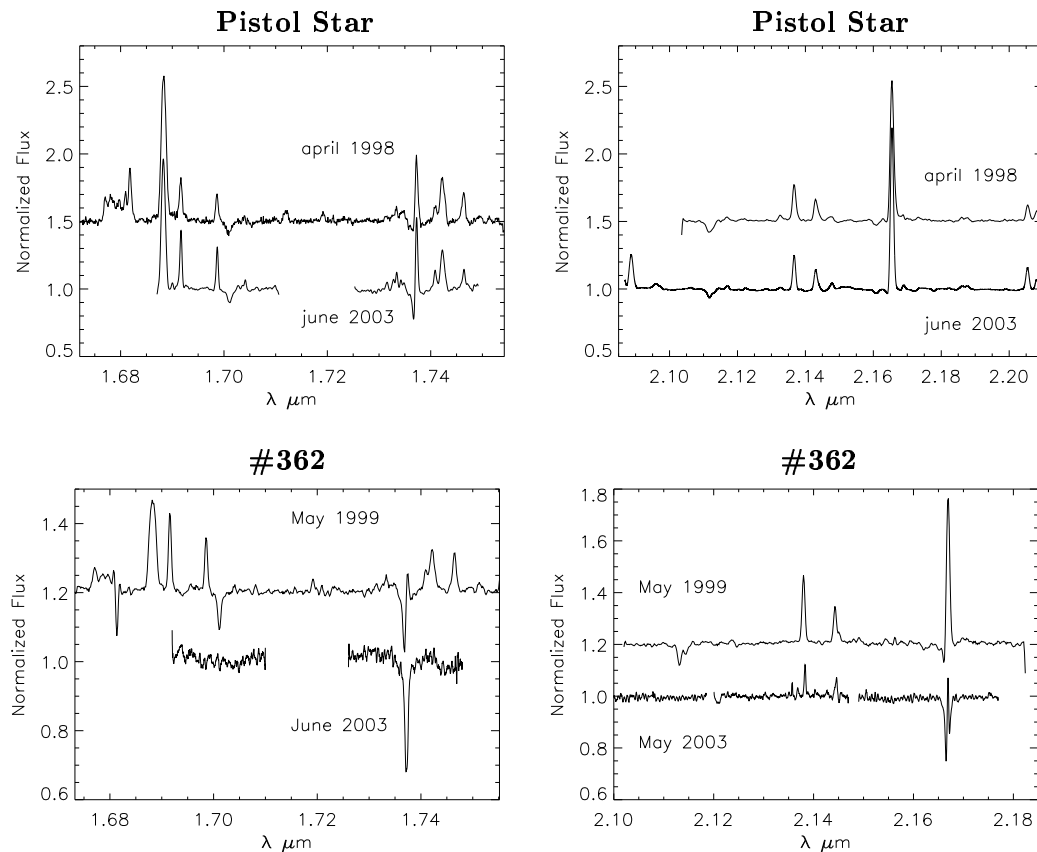 Pistol Star
Normalized Flux
2.5
2.0
1.5
1.0
0.5
april 1998
june 2003
1.68 1.70 1.72 1.74
λ μm
Pistol Star
Normalized Flux
2.5
2.0
1.5
1.0
0.5
april 1998
june 2003
2.10 2.12 2.14 2.16 2.18 2.20
λ μm
#362
Normalized Flux
1.4
1.2
1.0
0.8
0.6
May 1999
June 2003
1.68 1.70 1.72 1.74
λ μm
#362
Normalized Flux
1.8
1.6
1.4
1.2
1.0
0.8
0.6
May 1999
May 2003
2.10 2.12 2.14 2.16 2.18
λ μm